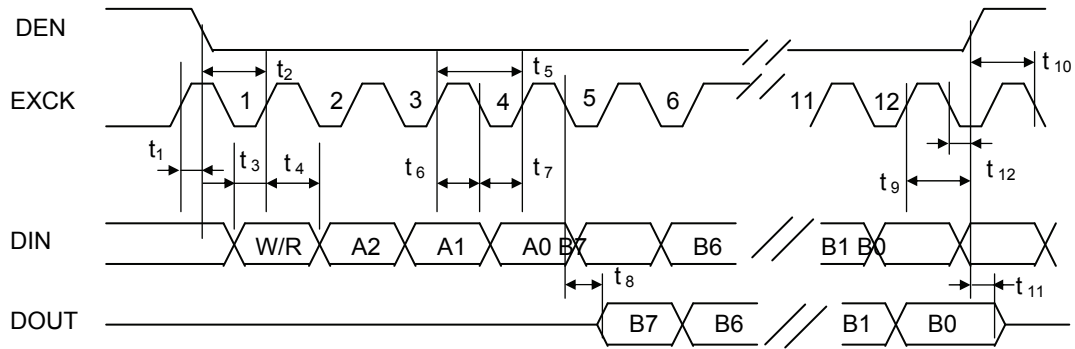 DEN
t2 t5 t10
EXCK 1 2 3 4 5 6 11 12
t1 t3 t4 t6 t7 t9 t12
DIN W/R A2 A1 A0 B7 B6 B1 B0
t8 t11
DOUT B7 B6 B1 B0